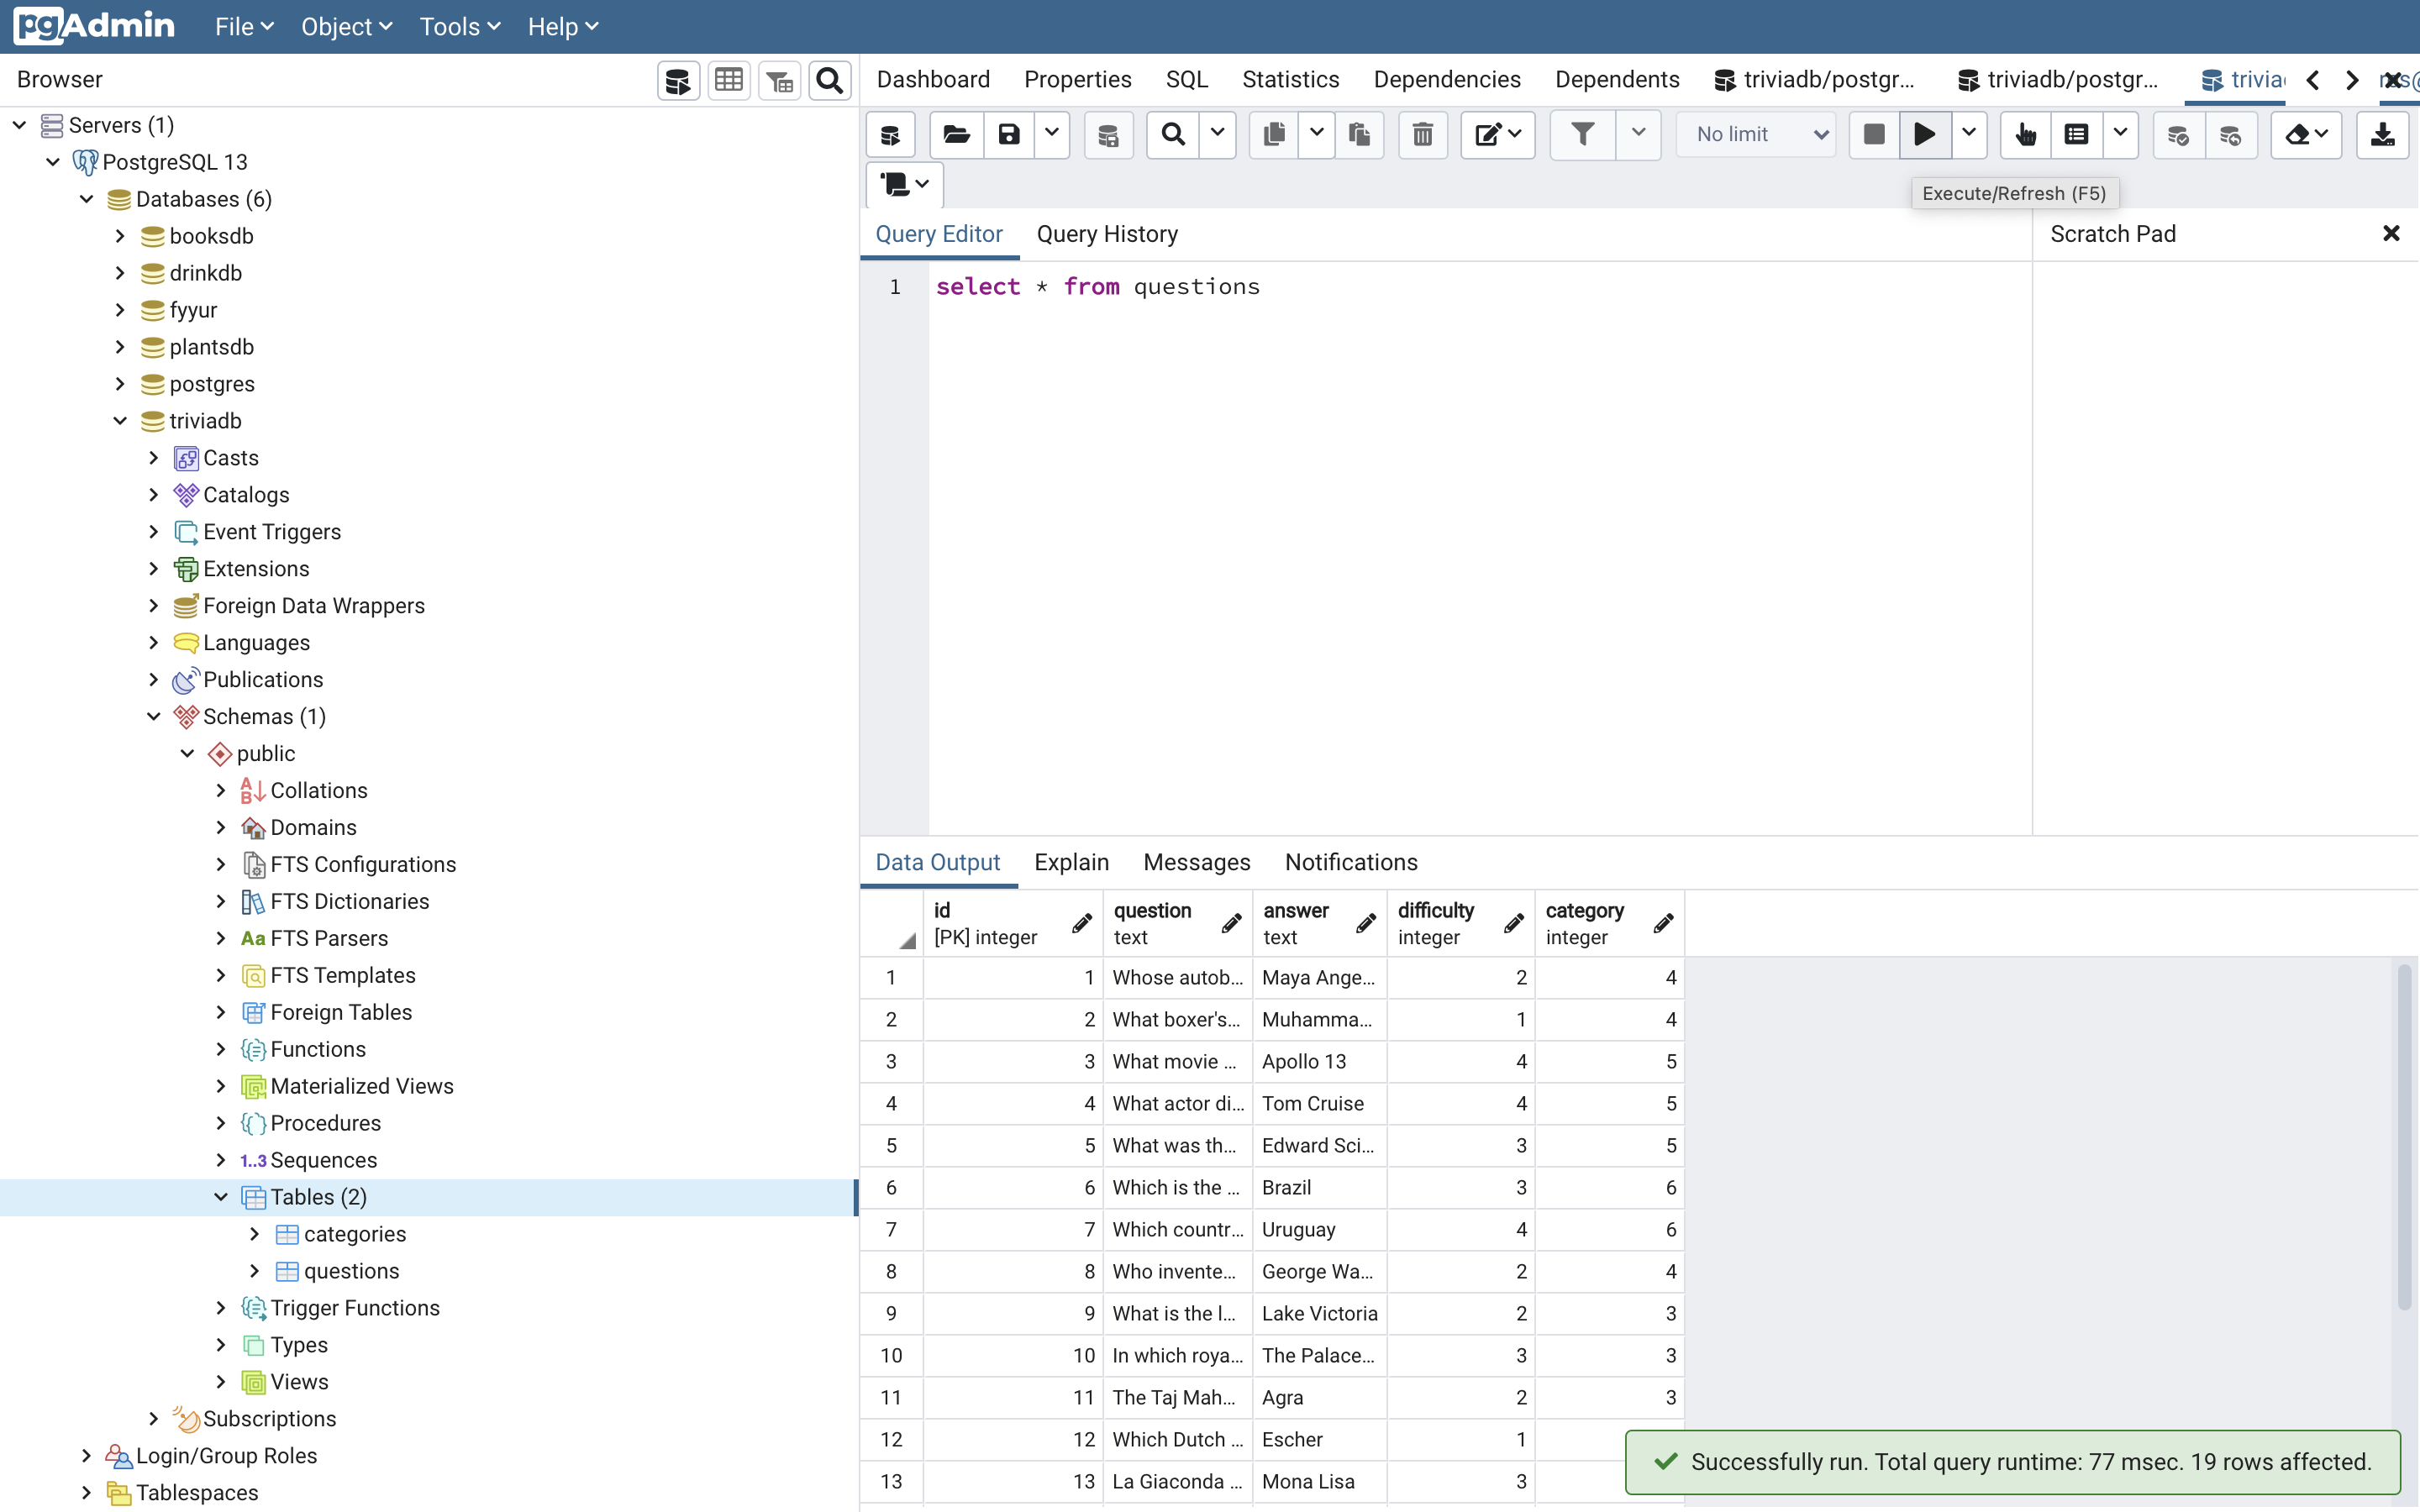 pgAdmin File Object Tools Help
Browser
Dashboard Properties SQL Statistics Dependencies Dependents triviadb/postgr... triviadb/postgr...
No limit
Execute/Refresh (F5)
Servers (1)
PostgreSQL 13
Databases (6)
booksdb
drinkdb
fyyur
plantsdb
postgres
triviadb
Casts
Catalogs
Event Triggers
Extensions
Foreign Data Wrappers
Languages
Publications
Schemas (1)
public
Collations
Domains
FTS Configurations
FTS Dictionaries
Aa FTS Parsers
FTS Templates
Foreign Tables
Functions
Materialized Views
Procedures
1..3 Sequences
Tables (2)
categories
questions
Trigger Functions
Types
Views
Subscriptions
Login/Group Roles
Tablespaces
Query Editor Query History
Scratch Pad
1 select * from questions
Data Output Explain Messages Notifications
id question answer difficulty category
[PK] integer text text integer integer
1 1 Whose autob... Maya Ange... 2 4
2 2 What boxer's... Muhamma... 1 4
3 3 What movie ... Apollo 13 4 5
4 4 What actor di... Tom Cruise 4 5
5 5 What was th... Edward Sci... 3 5
6 6 Which is the ... Brazil 3 6
7 7 Which countr... Uruguay 4 6
8 8 Who invente... George Wa... 2 4
9 9 What is the l... Lake Victoria 2 3
10 10 In which roya... The Palace... 3 3
11 11 The Taj Mah... Agra 2 3
12 12 Which Dutch ... Escher 1
13 13 La Giaconda ... Mona Lisa 3
Successfully run. Total query runtime: 77 msec. 19 rows affected.